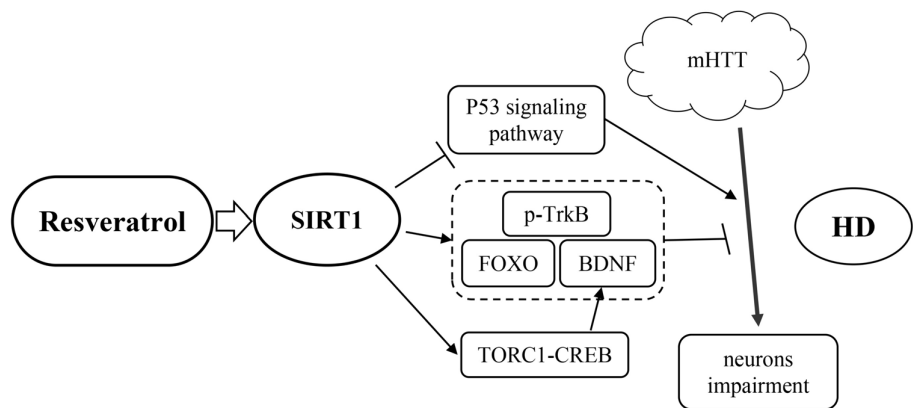 mHTT
P53 signaling
pathway
Resveratrol
SIRT1
p-TrkB
FOXO
BDNF
HD
TORC1-CREB
neurons
impairment